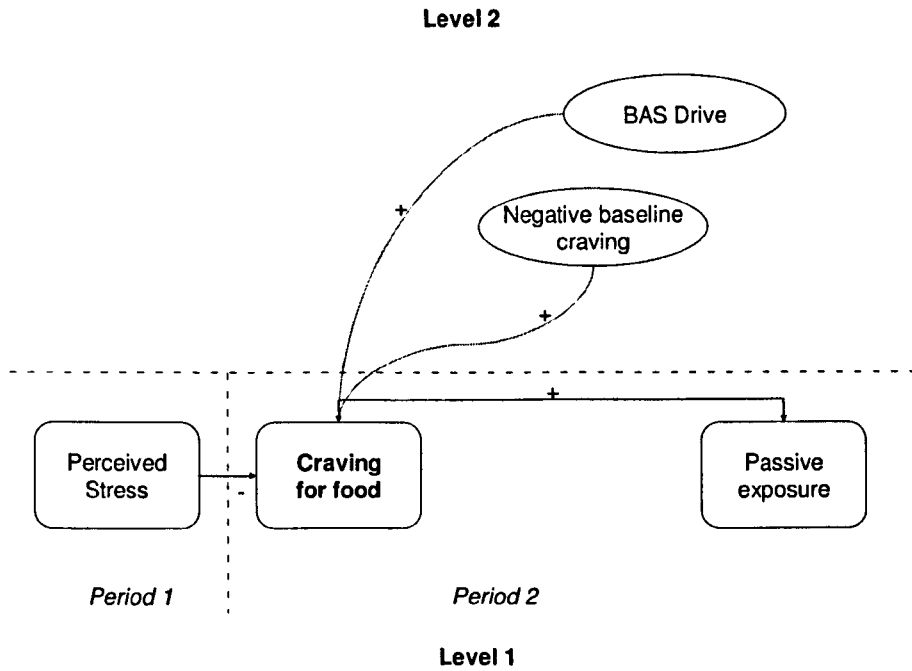 Level 2
BAS Drive
+
Negative baseline
craving
+
+
Perceived
Stress
-
Craving
for food
Passive
exposure
Period 1
Period 2
Level 1